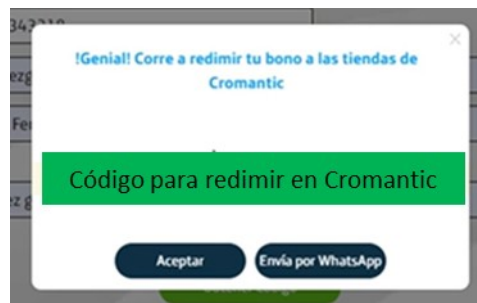 !Genial! Corre a redimir tu bono a las tiendas de
Cromantic
Código para redimir en Cromantic
Aceptar
Envía por WhatsApp